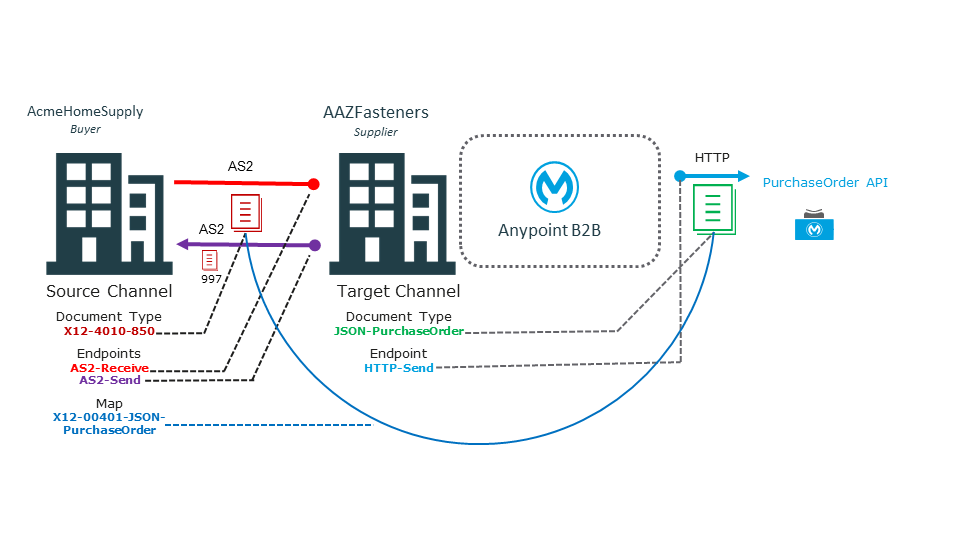 AcmeHomeSupply
Buyer
AAZFasteners
Supplier
AS2
AS2
997
Anypoint B2B
HTTP
PurchaseOrder API
Source Channel
Document Type
X12-4010-850
Endpoints
AS2-Receive
AS2-Send
Map
X12-00401-JSON-
PurchaseOrder
Target Channel
Document Type
JSON-PurchaseOrder
Endpoint
HTTP-Send